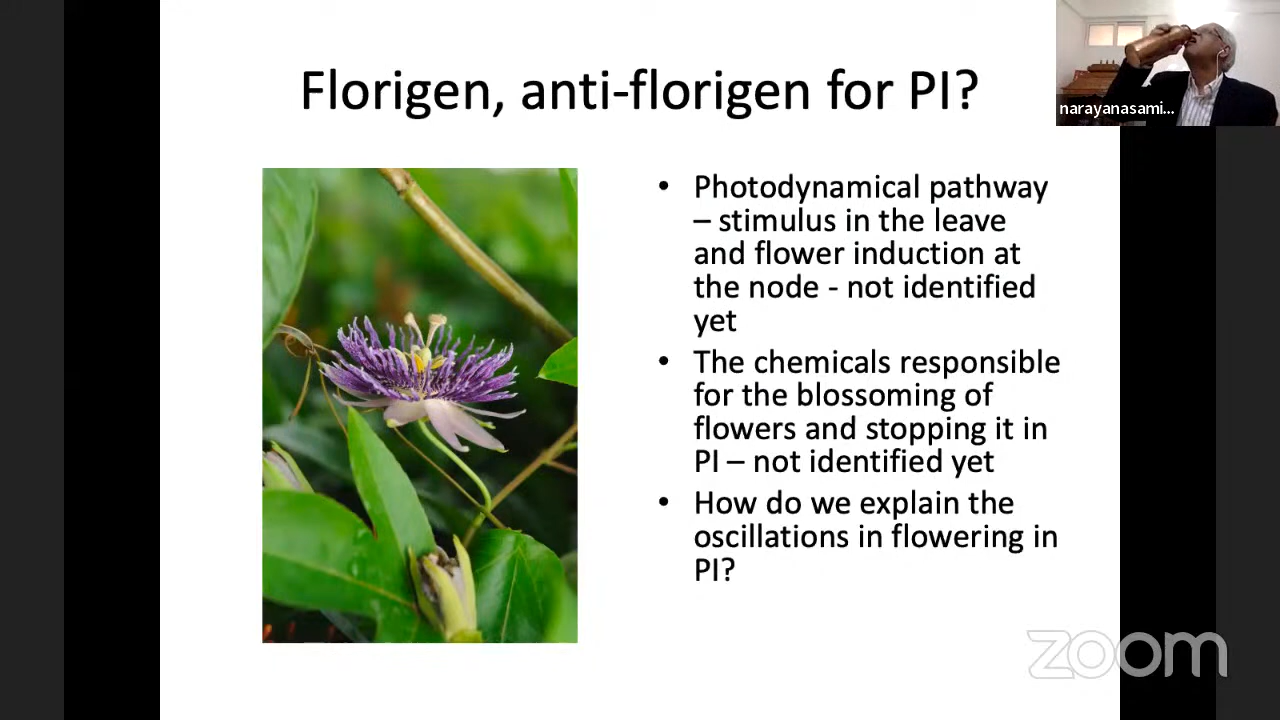 Florigen, anti-florigen for PI?
narayanasami...
• Photodynamical pathway
– stimulus in the leave
and flower induction at
the node - not identified
yet
• The chemicals responsible
for the blossoming of
flowers and stopping it in
PI – not identified yet
• How do we explain the
oscillations in flowering in
PI?
zoom